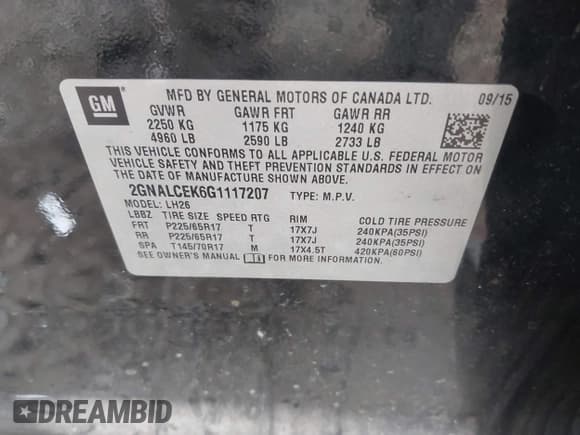 GM
MFD BY GENERAL MOTORS OF CANADA LTD. 09/15
GVWR GAWR FRT GAWR RR
2250 KG 1175 KG 1240 KG
4960 LB 2590 LB 2733 LB
THIS VEHICLE CONFORMS TO ALL APPLICABLE U.S. FEDERAL MOTOR
VEHICLE SAFETY AND THEFT PREVENTION STANDARDS IN EFFECT ON
THE DATE OF MANUFACTURE SHOWN ABOVE.
2GNALCEK6G1117207 TYPE: M.P.V.
MODEL: LH26
LBBZ TIRE SIZE SPEED RTG RIM COLD TIRE PRESSURE
FRT P225/65R17 T 17X7J 240KPA(35PSI)
RR P225/65R17 T 17X7J 240KPA(35PSI)
SPA T145/70R17 M 17X4.5T 420KPA(60PSI)
SEE OWNER'S MANUAL FOR MORE INFORMATION.
DREAMBID